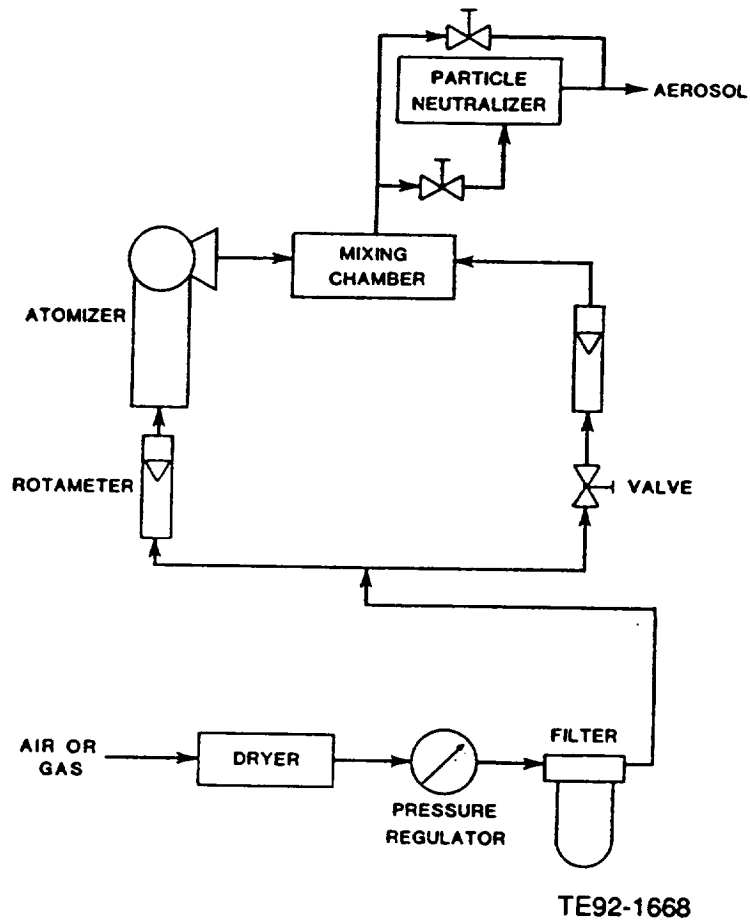 PARTICLE
NEUTRALIZER
AEROSOL
MIXING
CHAMBER
ATOMIZER
ROTAMETER
VALVE
AIR OR
GAS
DRYER
PRESSURE
REGULATOR
FILTER
TE92-1668